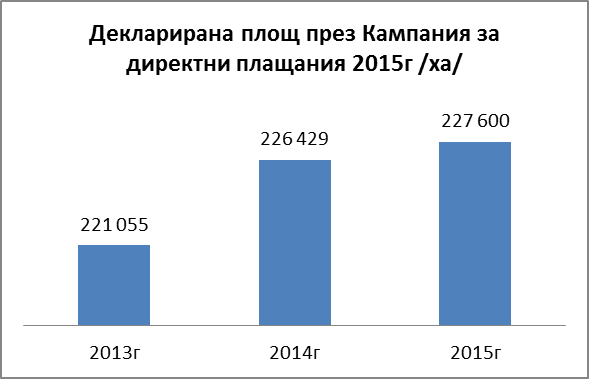 Декларирана площ през Кампания за
директни плащания 2015г /ха/
227 600
226 429
221 055
2013г 2014г 2015г